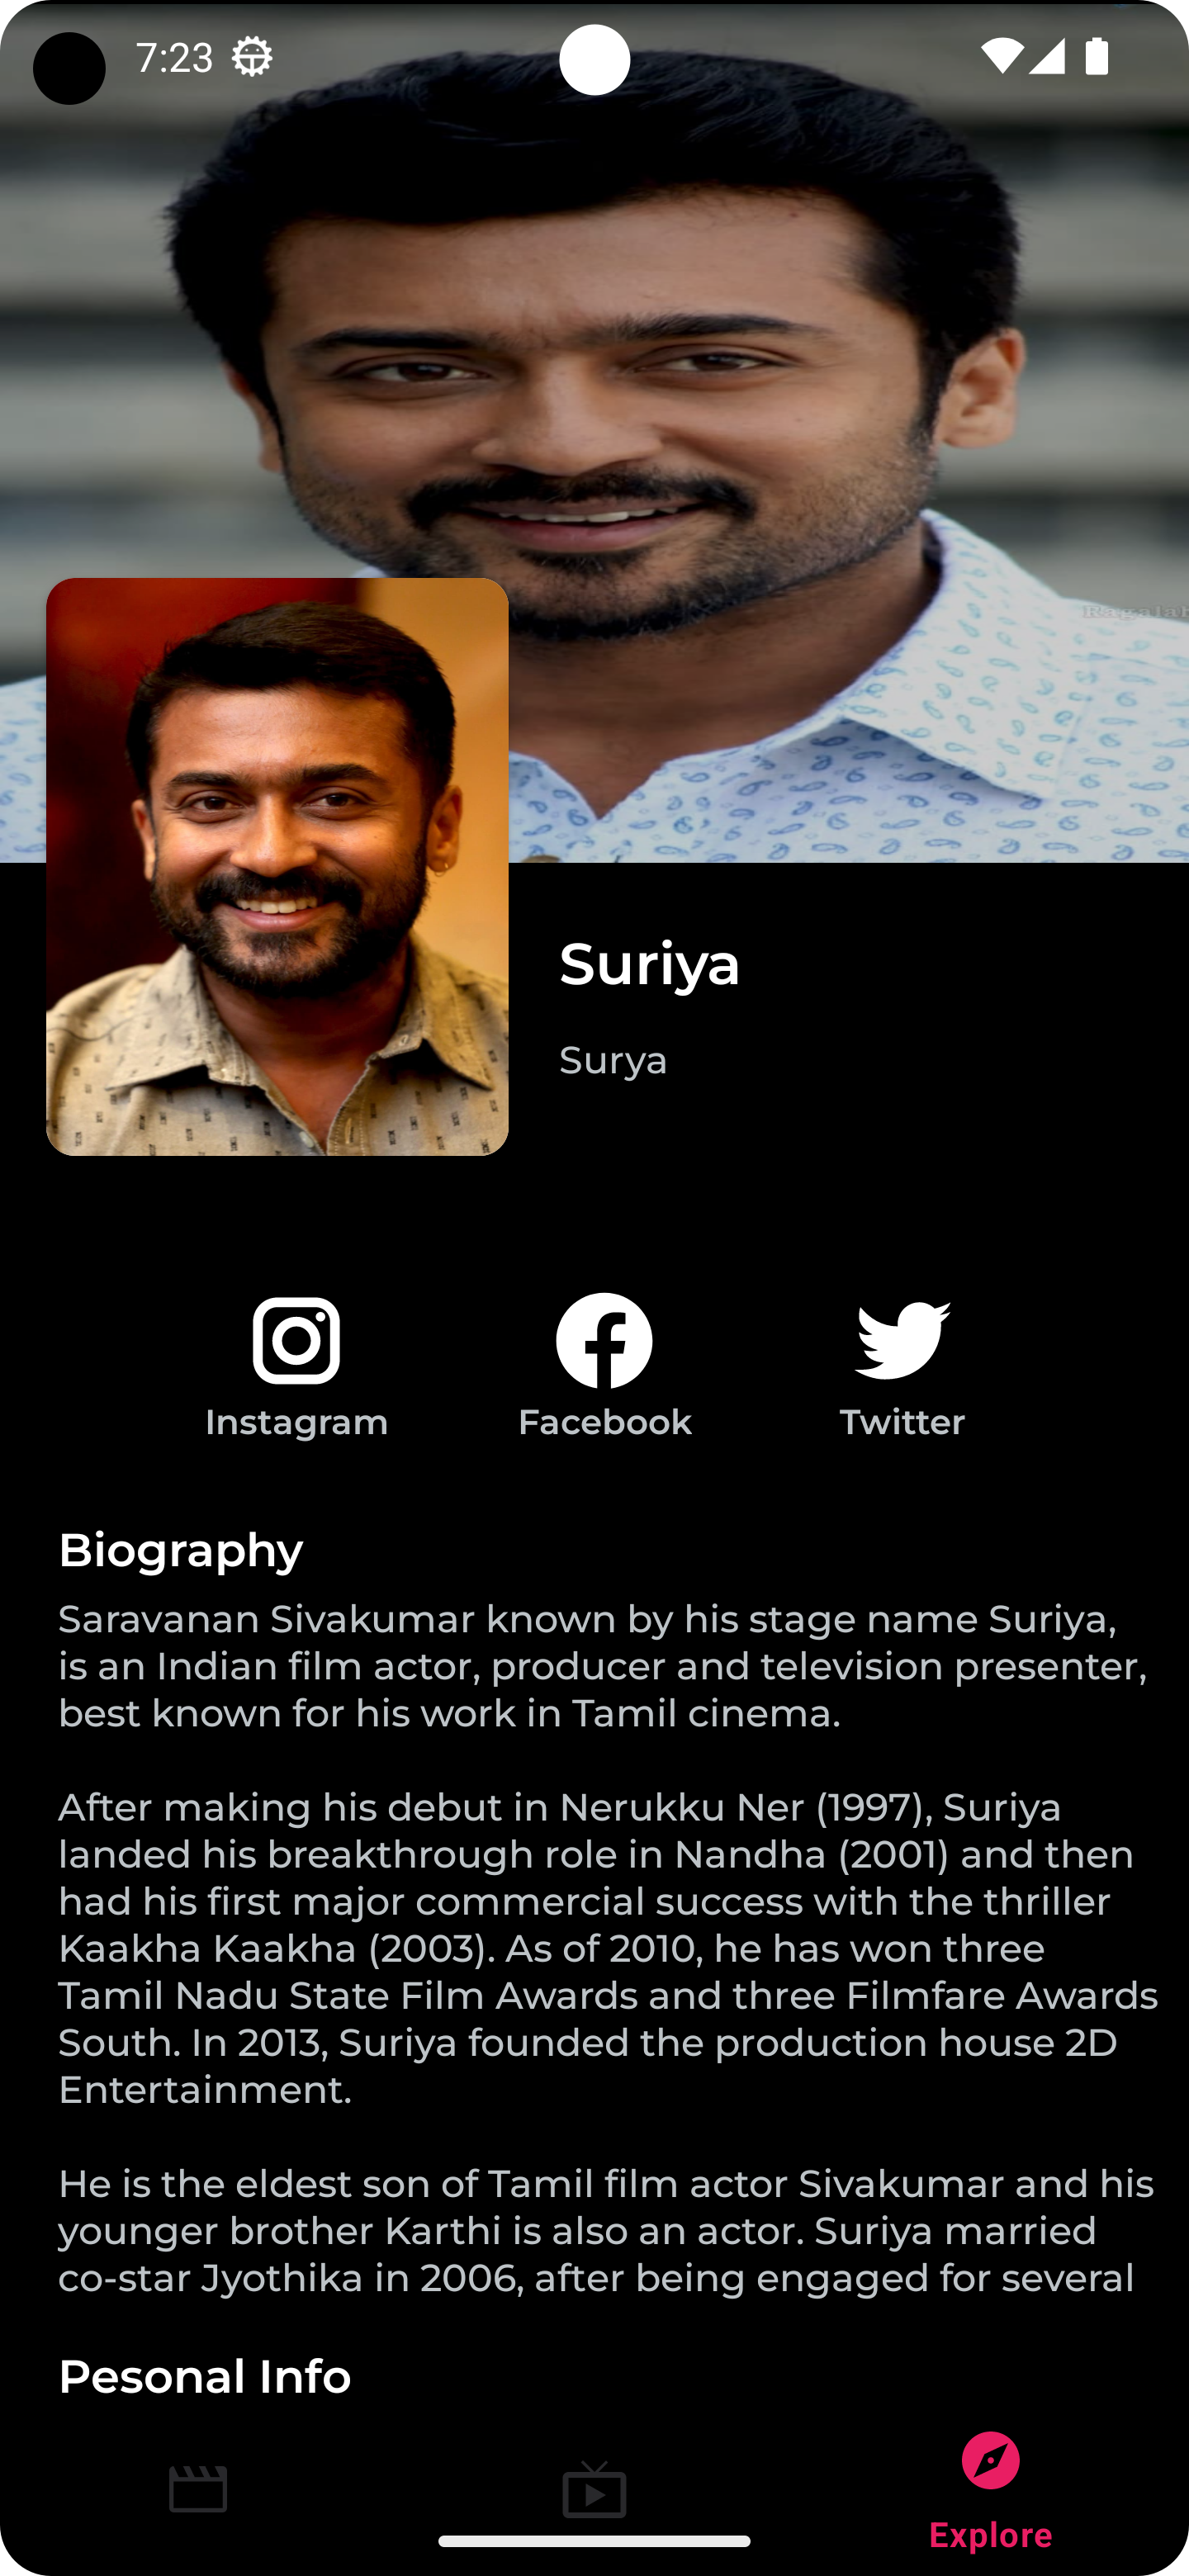 7:23
Ragalah
Suriya
Surya
Instagram
Facebook
Twitter
Biography
Saravanan Sivakumar known by his stage name Suriya,
is an Indian film actor, producer and television presenter,
best known for his work in Tamil cinema.
After making his debut in Nerukku Ner (1997), Suriya
landed his breakthrough role in Nandha (2001) and then
had his first major commercial success with the thriller
Kaakha Kaakha (2003). As of 2010, he has won three
Tamil Nadu State Film Awards and three Filmfare Awards
South. In 2013, Suriya founded the production house 2D
Entertainment.
He is the eldest son of Tamil film actor Sivakumar and his
younger brother Karthi is also an actor. Suriya married
co-star Jyothika in 2006, after being engaged for several
Pesonal Info
Explore